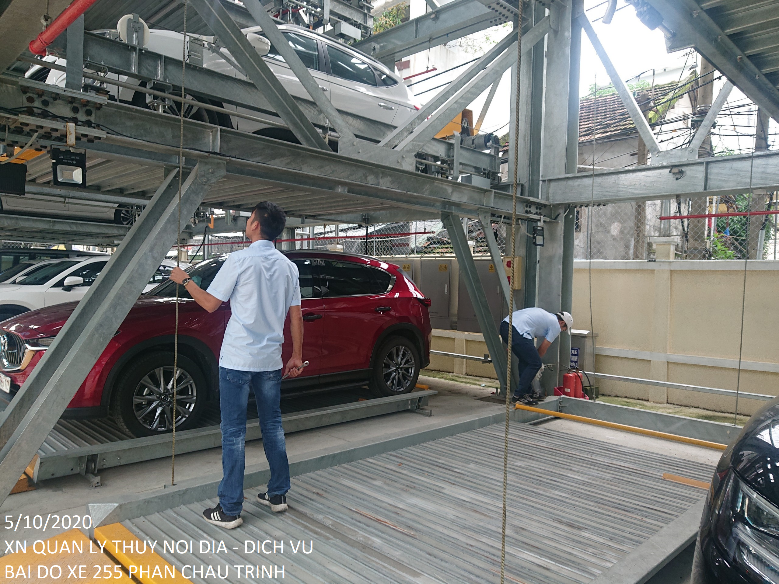 5/10/2020
XN QUAN LY THUY NOI DIA - DICH VU
BAI DO XE 255 PHAN CHAU TRINH